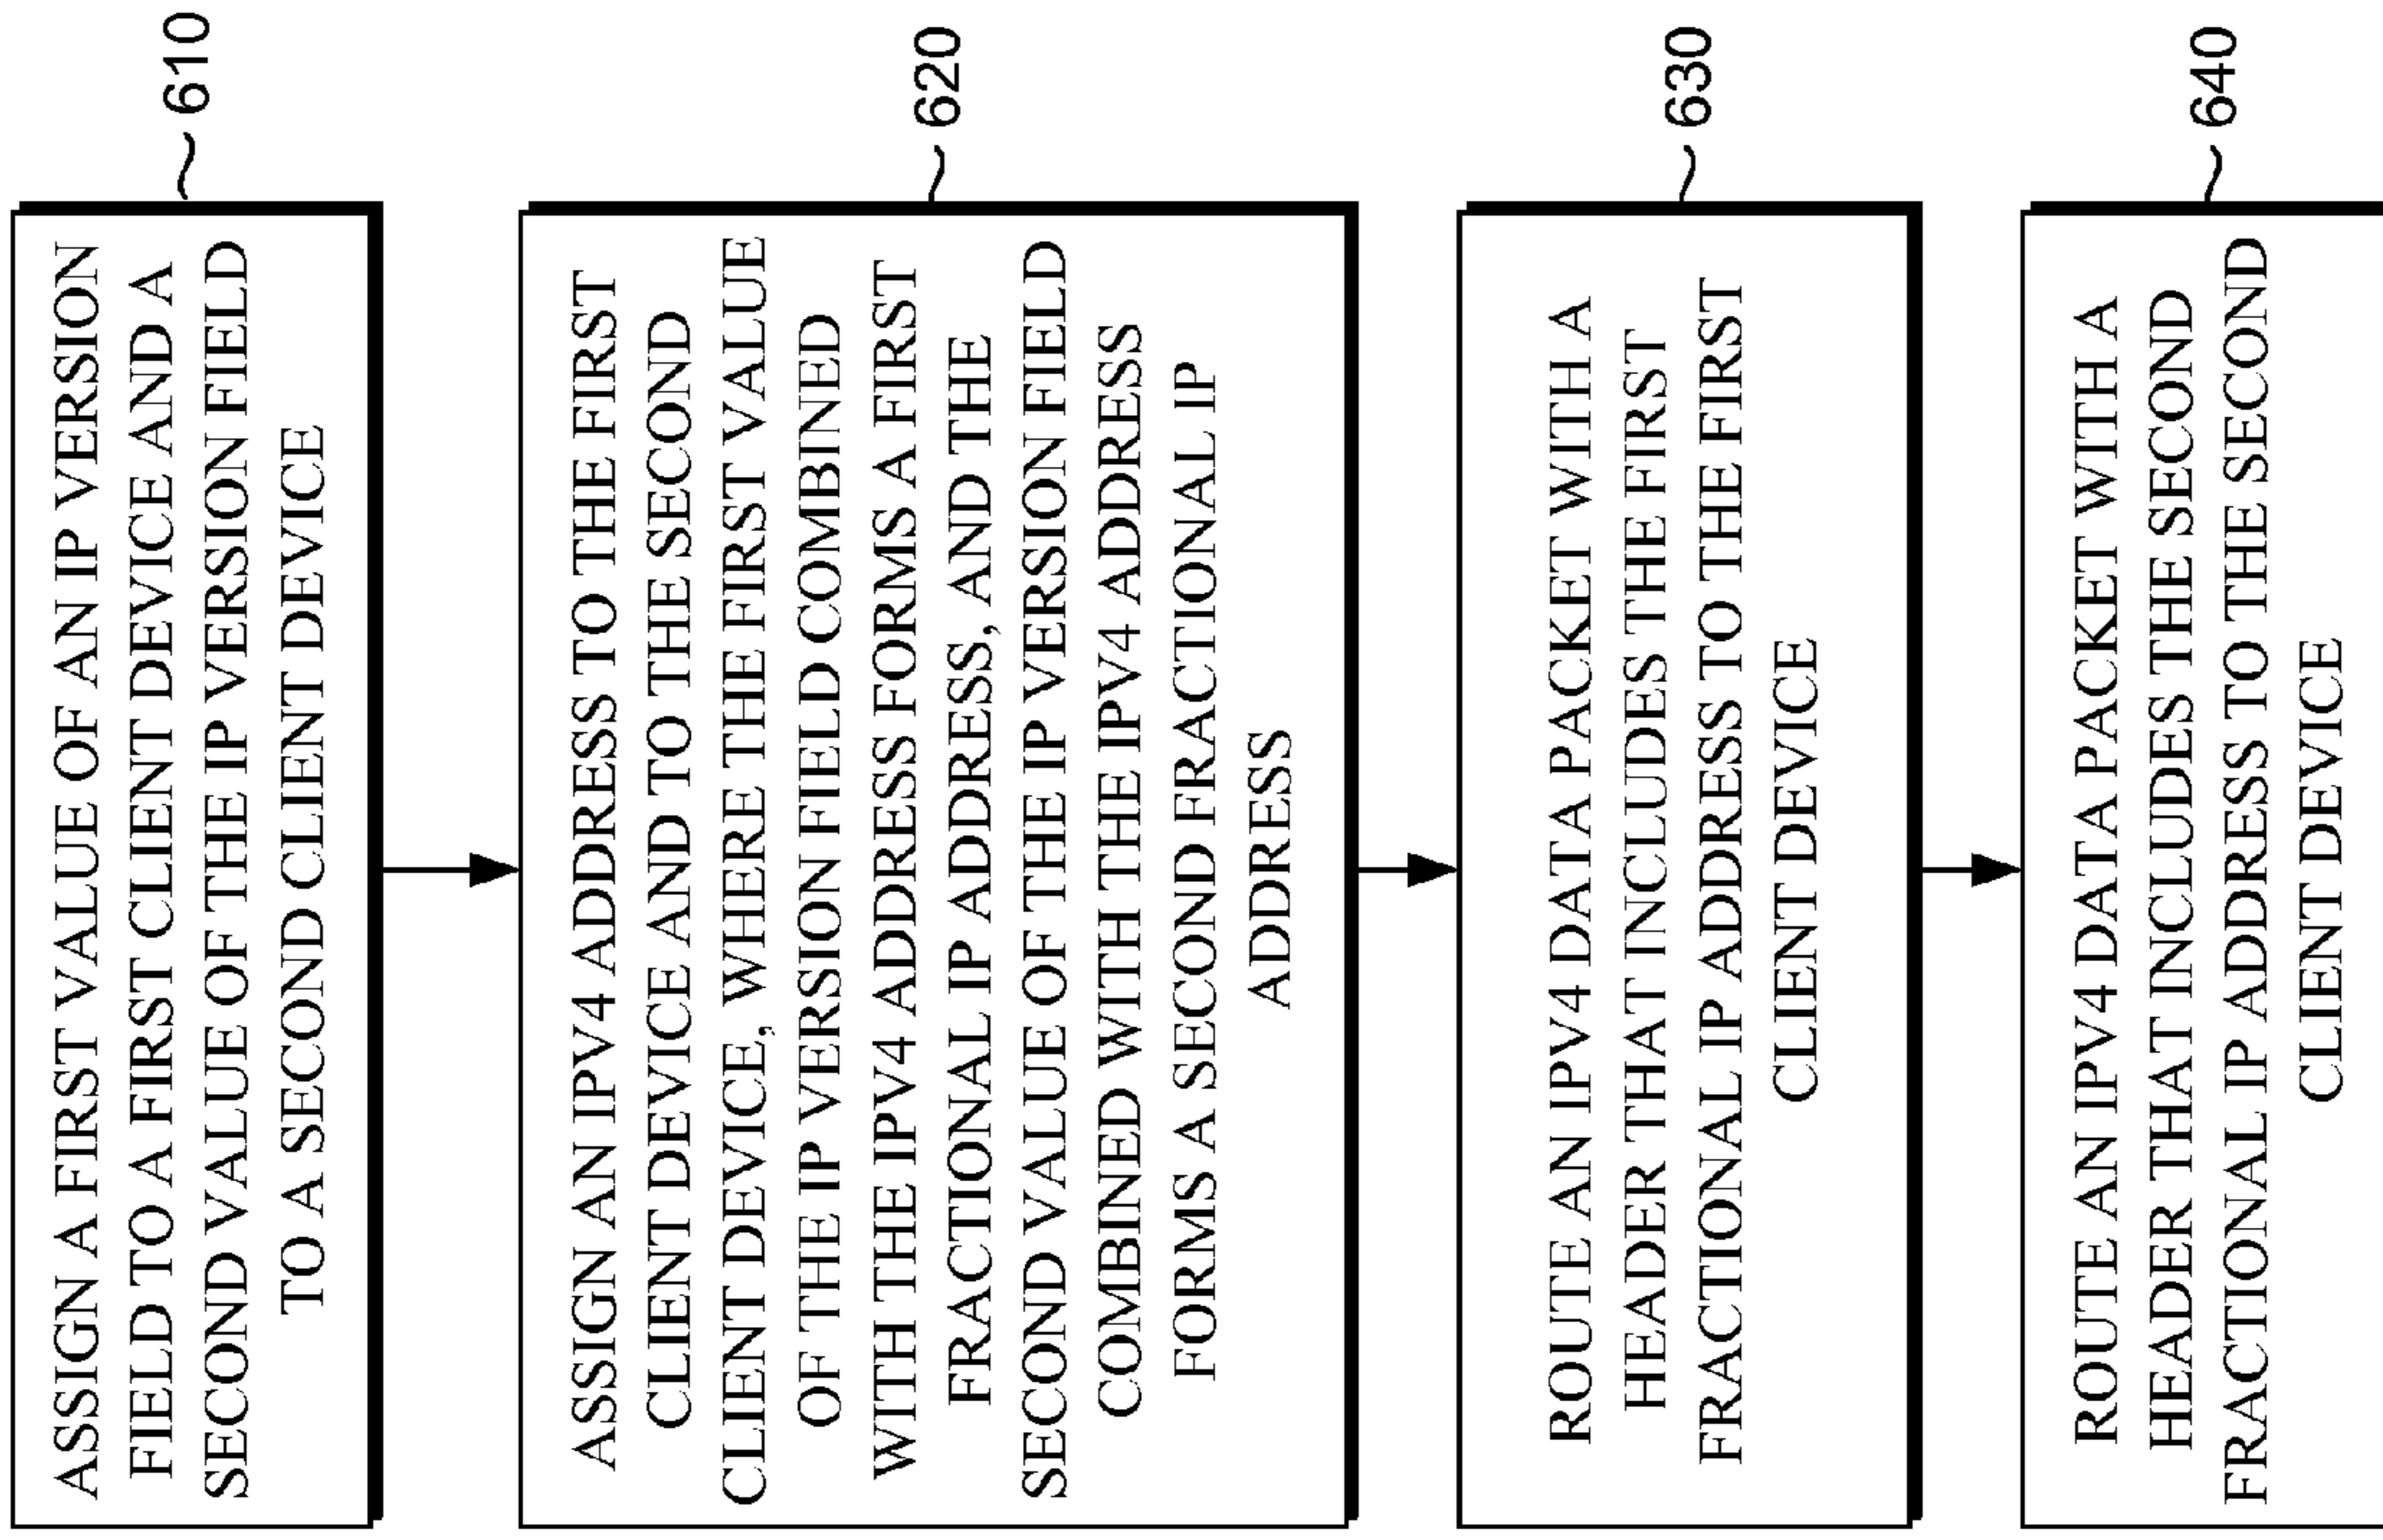 ASSIGN A FIRST VALUE OF AN IP VERSION
FIELD TO A FIRST CLIENT DEVICE AND A
SECOND VALUE OF THE IP VERSION FIELD
TO A SECOND CLIENT DEVICE
610
ASSIGN AN IPV4 ADDRESS TO THE FIRST
CLIENT DEVICE AND TO THE SECOND
CLIENT DEVICE, WHERE THE FIRST VALUE
OF THE IP VERSION FIELD COMBINED
WITH THE IPV4 ADDRESS FORMS A FIRST
FRACTIONAL IP ADDRESS, AND THE
SECOND VALUE OF THE IP VERSION FIELD
COMBINED WITH THE IPV4 ADDRESS
FORMS A SECOND FRACTIONAL IP
ADDRESS
620
ROUTE AN IPV4 DATA PACKET WITH A
HEADER THAT INCLUDES THE FIRST
FRACTIONAL IP ADDRESS TO THE FIRST
CLIENT DEVICE
630
ROUTE AN IPV4 DATA PACKET WITH A
HEADER THAT INCLUDES THE SECOND
FRACTIONAL IP ADDRESS TO THE SECOND
CLIENT DEVICE
640